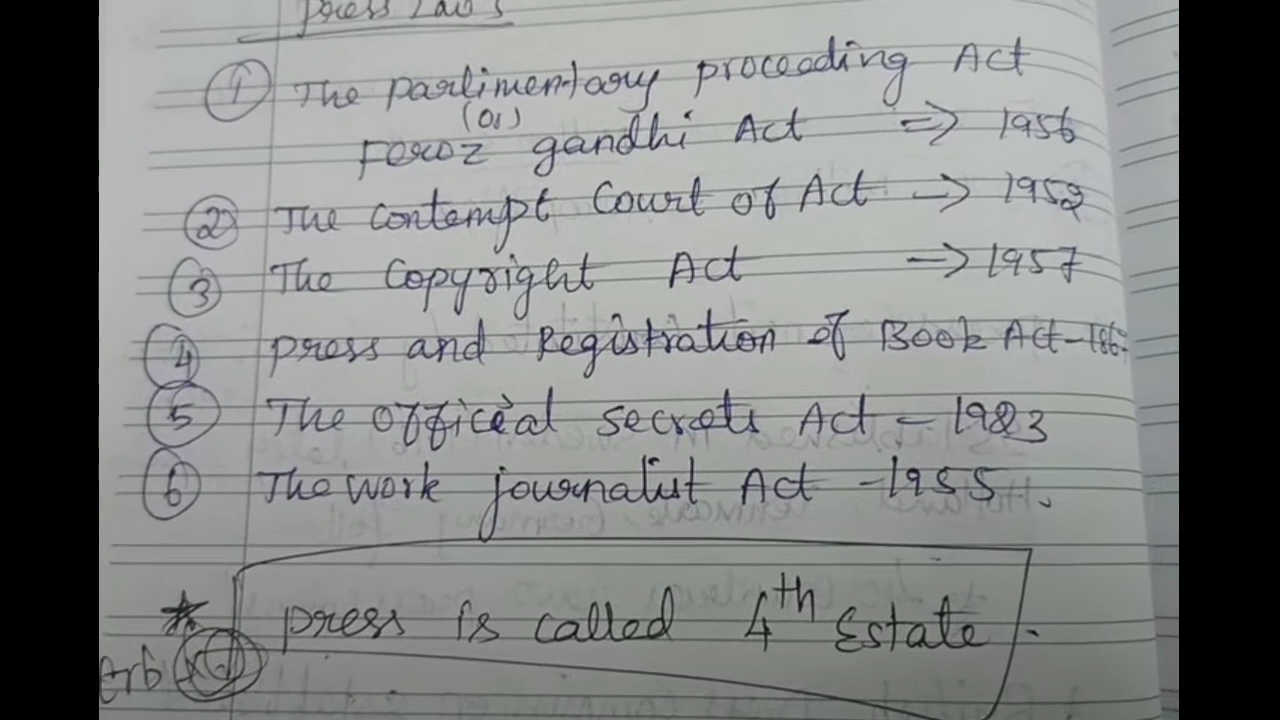 Press Laws
① The parlimentary proceeding Act
(or)
Feroz gandhi Act => 1956
② The Contempt Court of Act -> 1952
③ The Copyright Act -> 1957
④ press and Registration of Book Act - 186
⑤ The official secrets Act - 1923
⑥ The work journalist Act - 1955.
press is called 4th Estate.